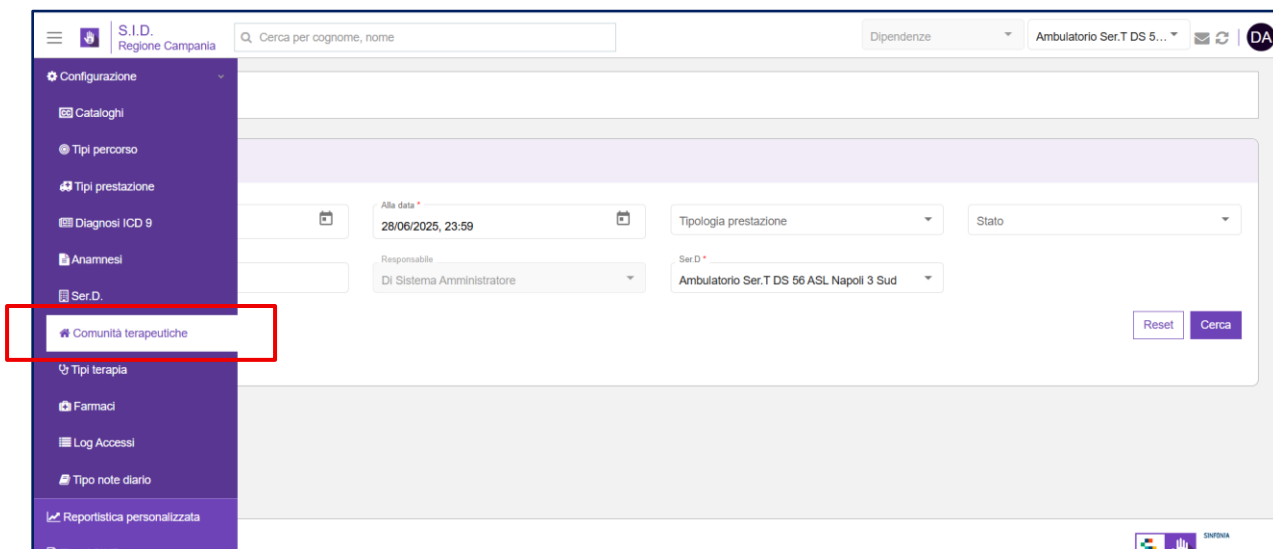 S.I.D.
Regione Campania
Cerca per cognome, nome
Dipendenze
Ambulatorio Ser.T DS 5...
DA
Configurazione
Cataloghi
Tipi percorso
Tipi prestazione
Diagnosi ICD 9
Anamnesi
Ser.D.
Comunità terapeutiche
Tipi terapia
Farmaci
Log Accessi
Tipo note diario
Reportistica personalizzata
Alla data *
28/06/2025, 23:59
Tipologia prestazione
Stato
Responsabile
Di Sistema Amministratore
Ser.D *
Ambulatorio Ser.T DS 56 ASL Napoli 3 Sud
Reset
Cerca
SINFONIA